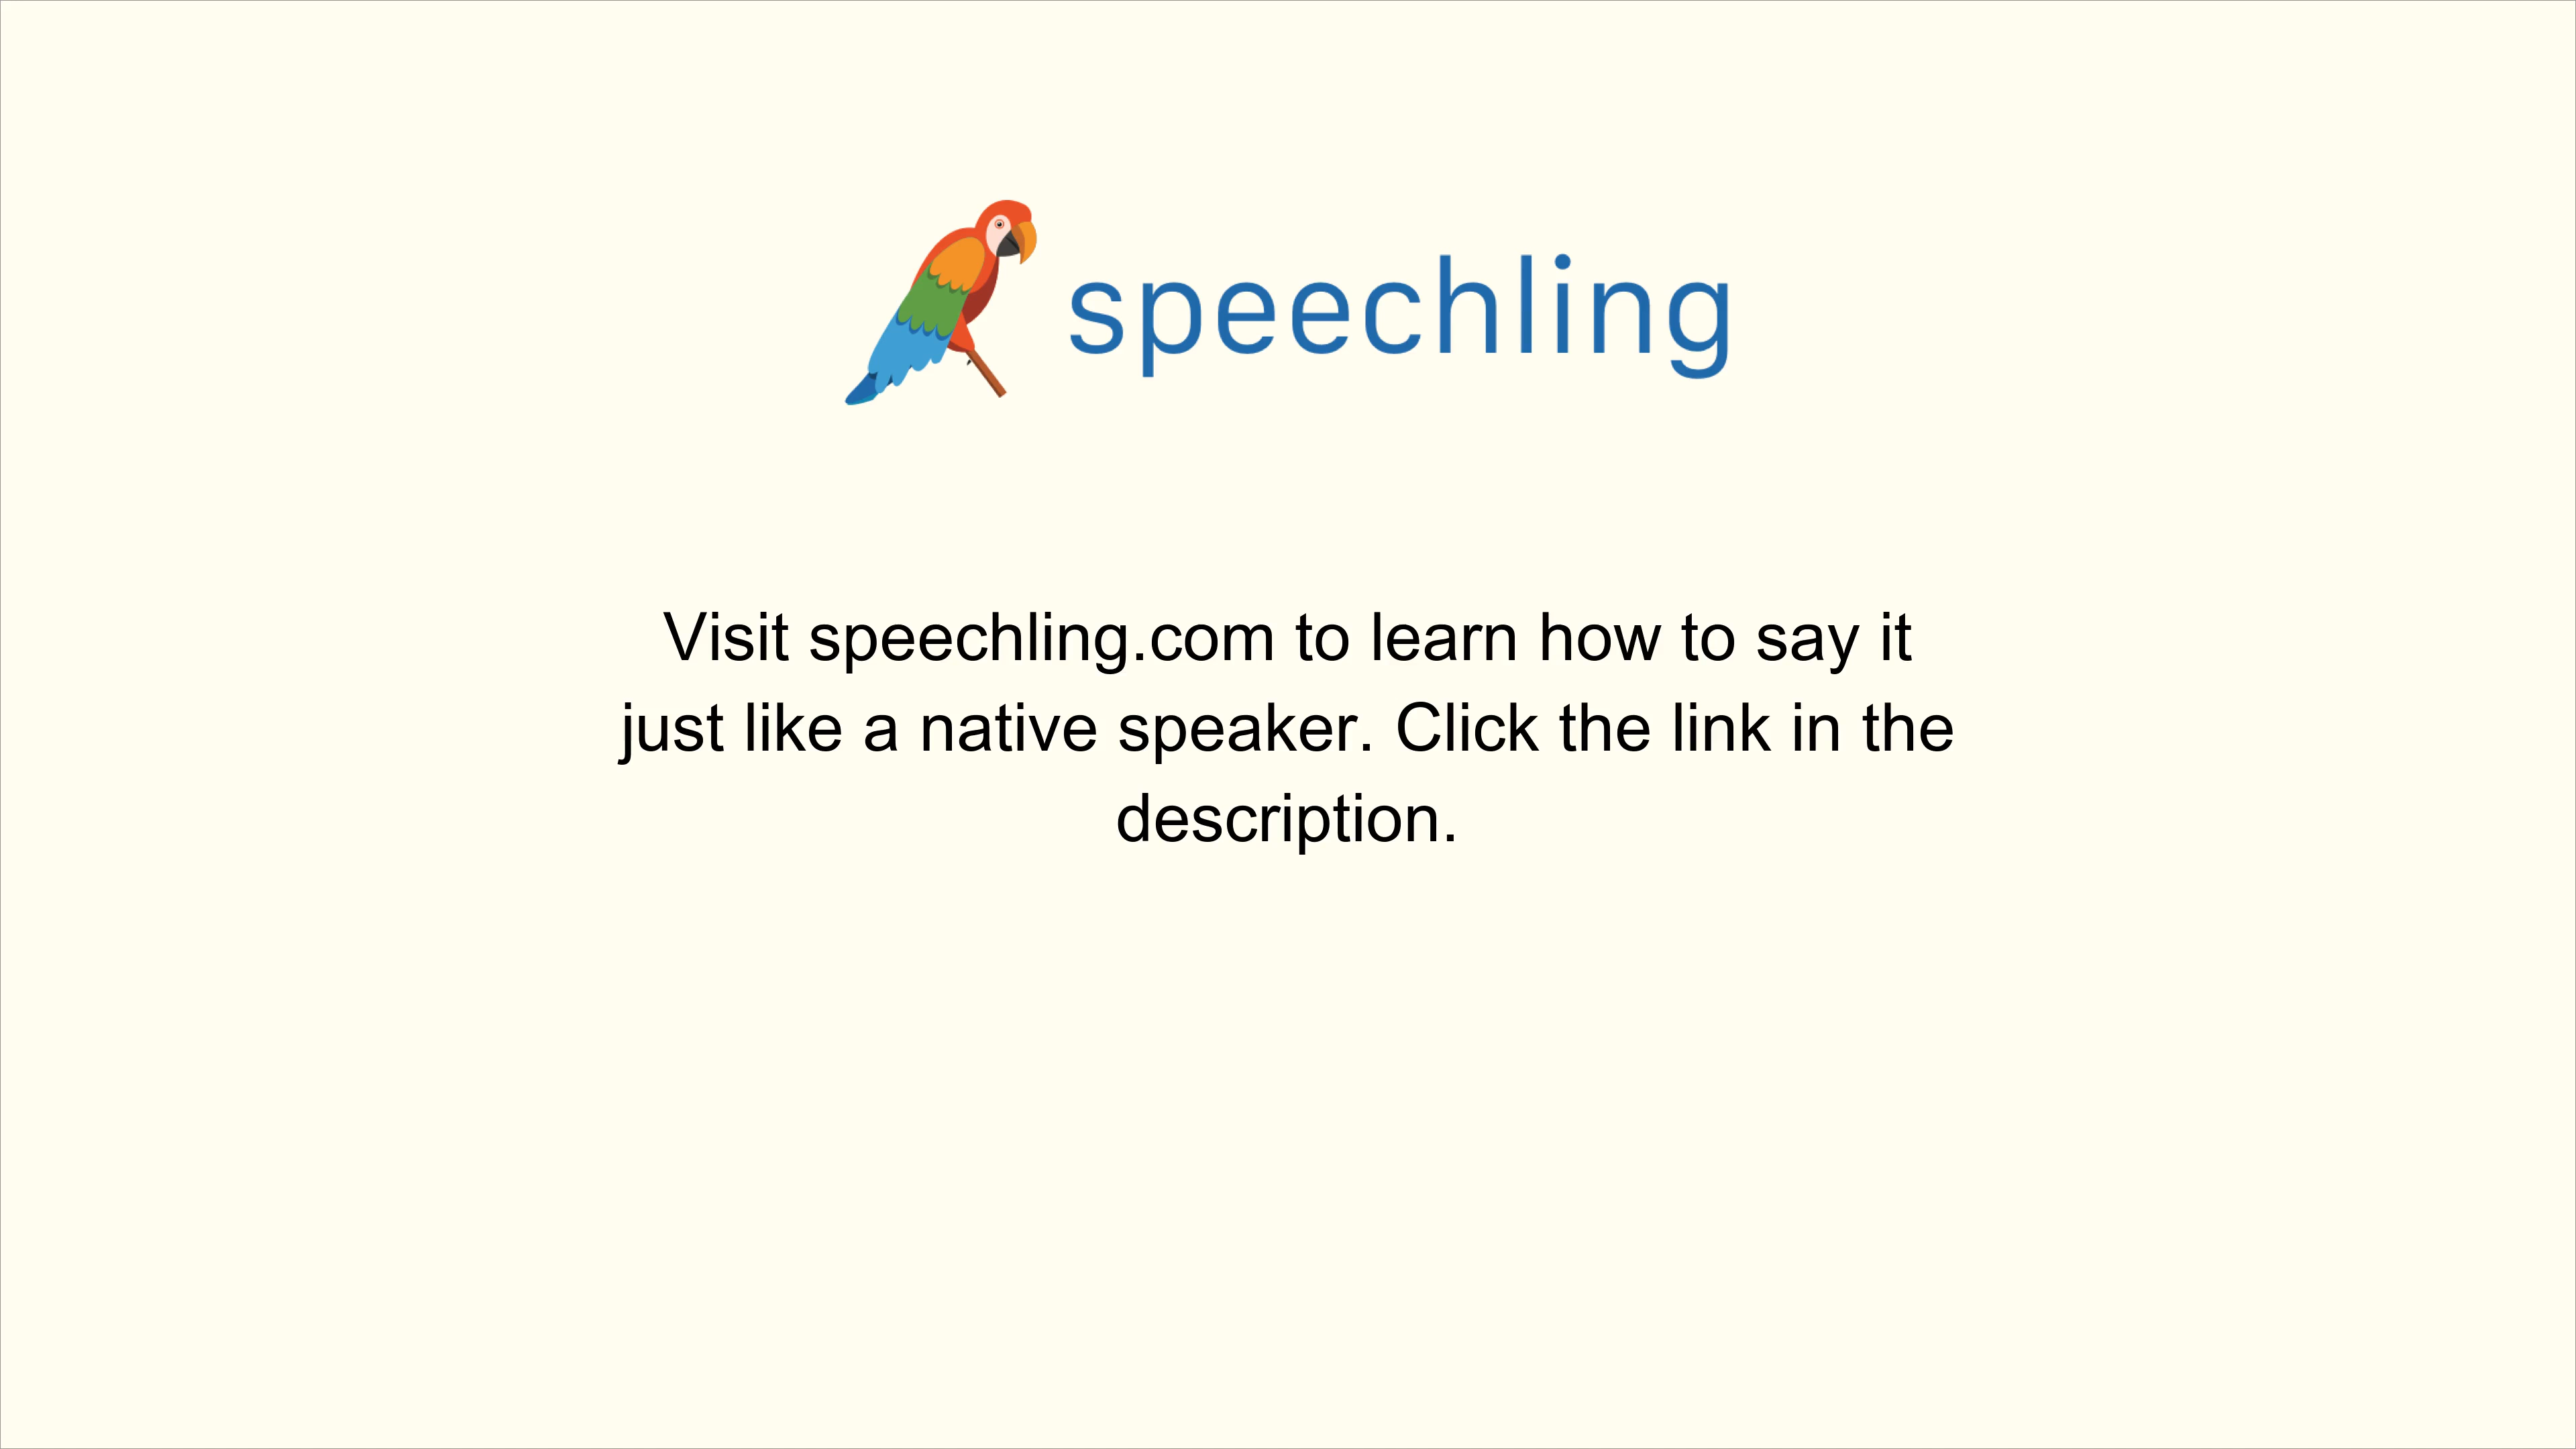 speechling
Visit speechling.com to learn how to say it
just like a native speaker. Click the link in the
description.